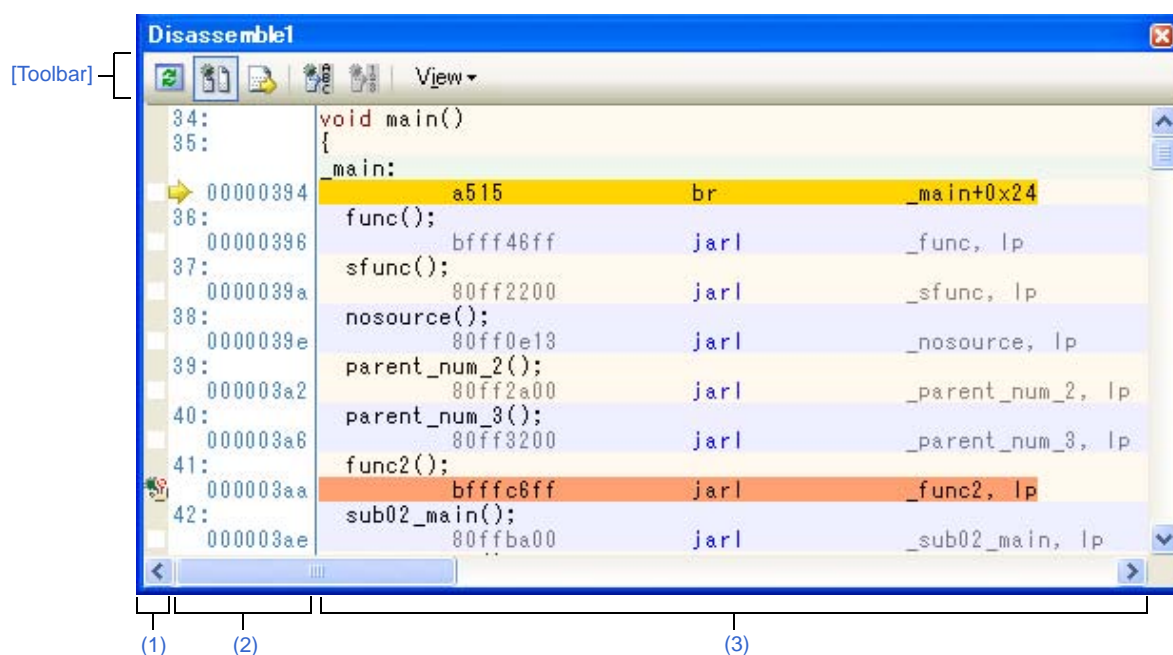 Disassemble1
[Toolbar]
View
34: void main()
35: {
_main:
00000394 a515 br _main+0x24
36: func();
00000396 bfff46ff jarl _func, lp
37: sfunc();
0000039a 80ff2200 jarl _sfunc, lp
38: nosource();
0000039e 80ff0e13 jarl _nosource, lp
39: parent_num_2();
000003a2 80ff2a00 jarl _parent_num_2, lp
40: parent_num_3();
000003a6 80ff3200 jarl _parent_num_3, lp
41: func2();
000003aa bfffc6ff jarl _func2, lp
42: sub02_main();
000003ae 80ffba00 jarl _sub02_main, lp
(1) (2) (3)